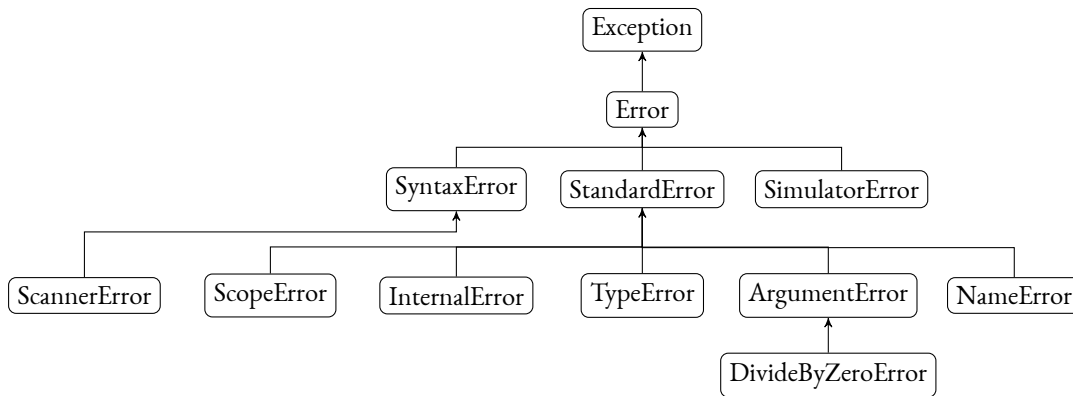 Exception
Error
SyntaxError
StandardError
SimulatorError
ScannerError
ScopeError
InternalError
TypeError
ArgumentError
NameError
DivideByZeroError